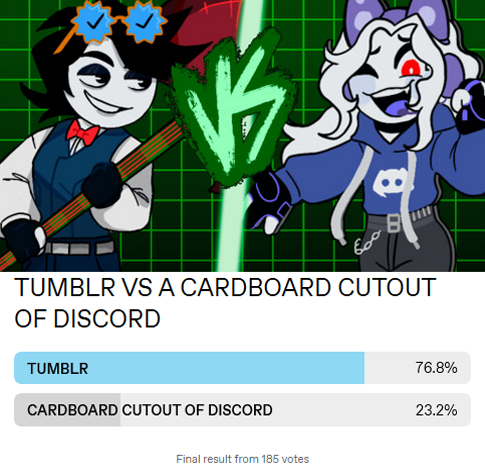 VS
TUMBLR VS A CARDBOARD CUTOUT
OF DISCORD
TUMBLR 76.8%
CARDBOARD CUTOUT OF DISCORD 23.2%
Final result from 185 votes